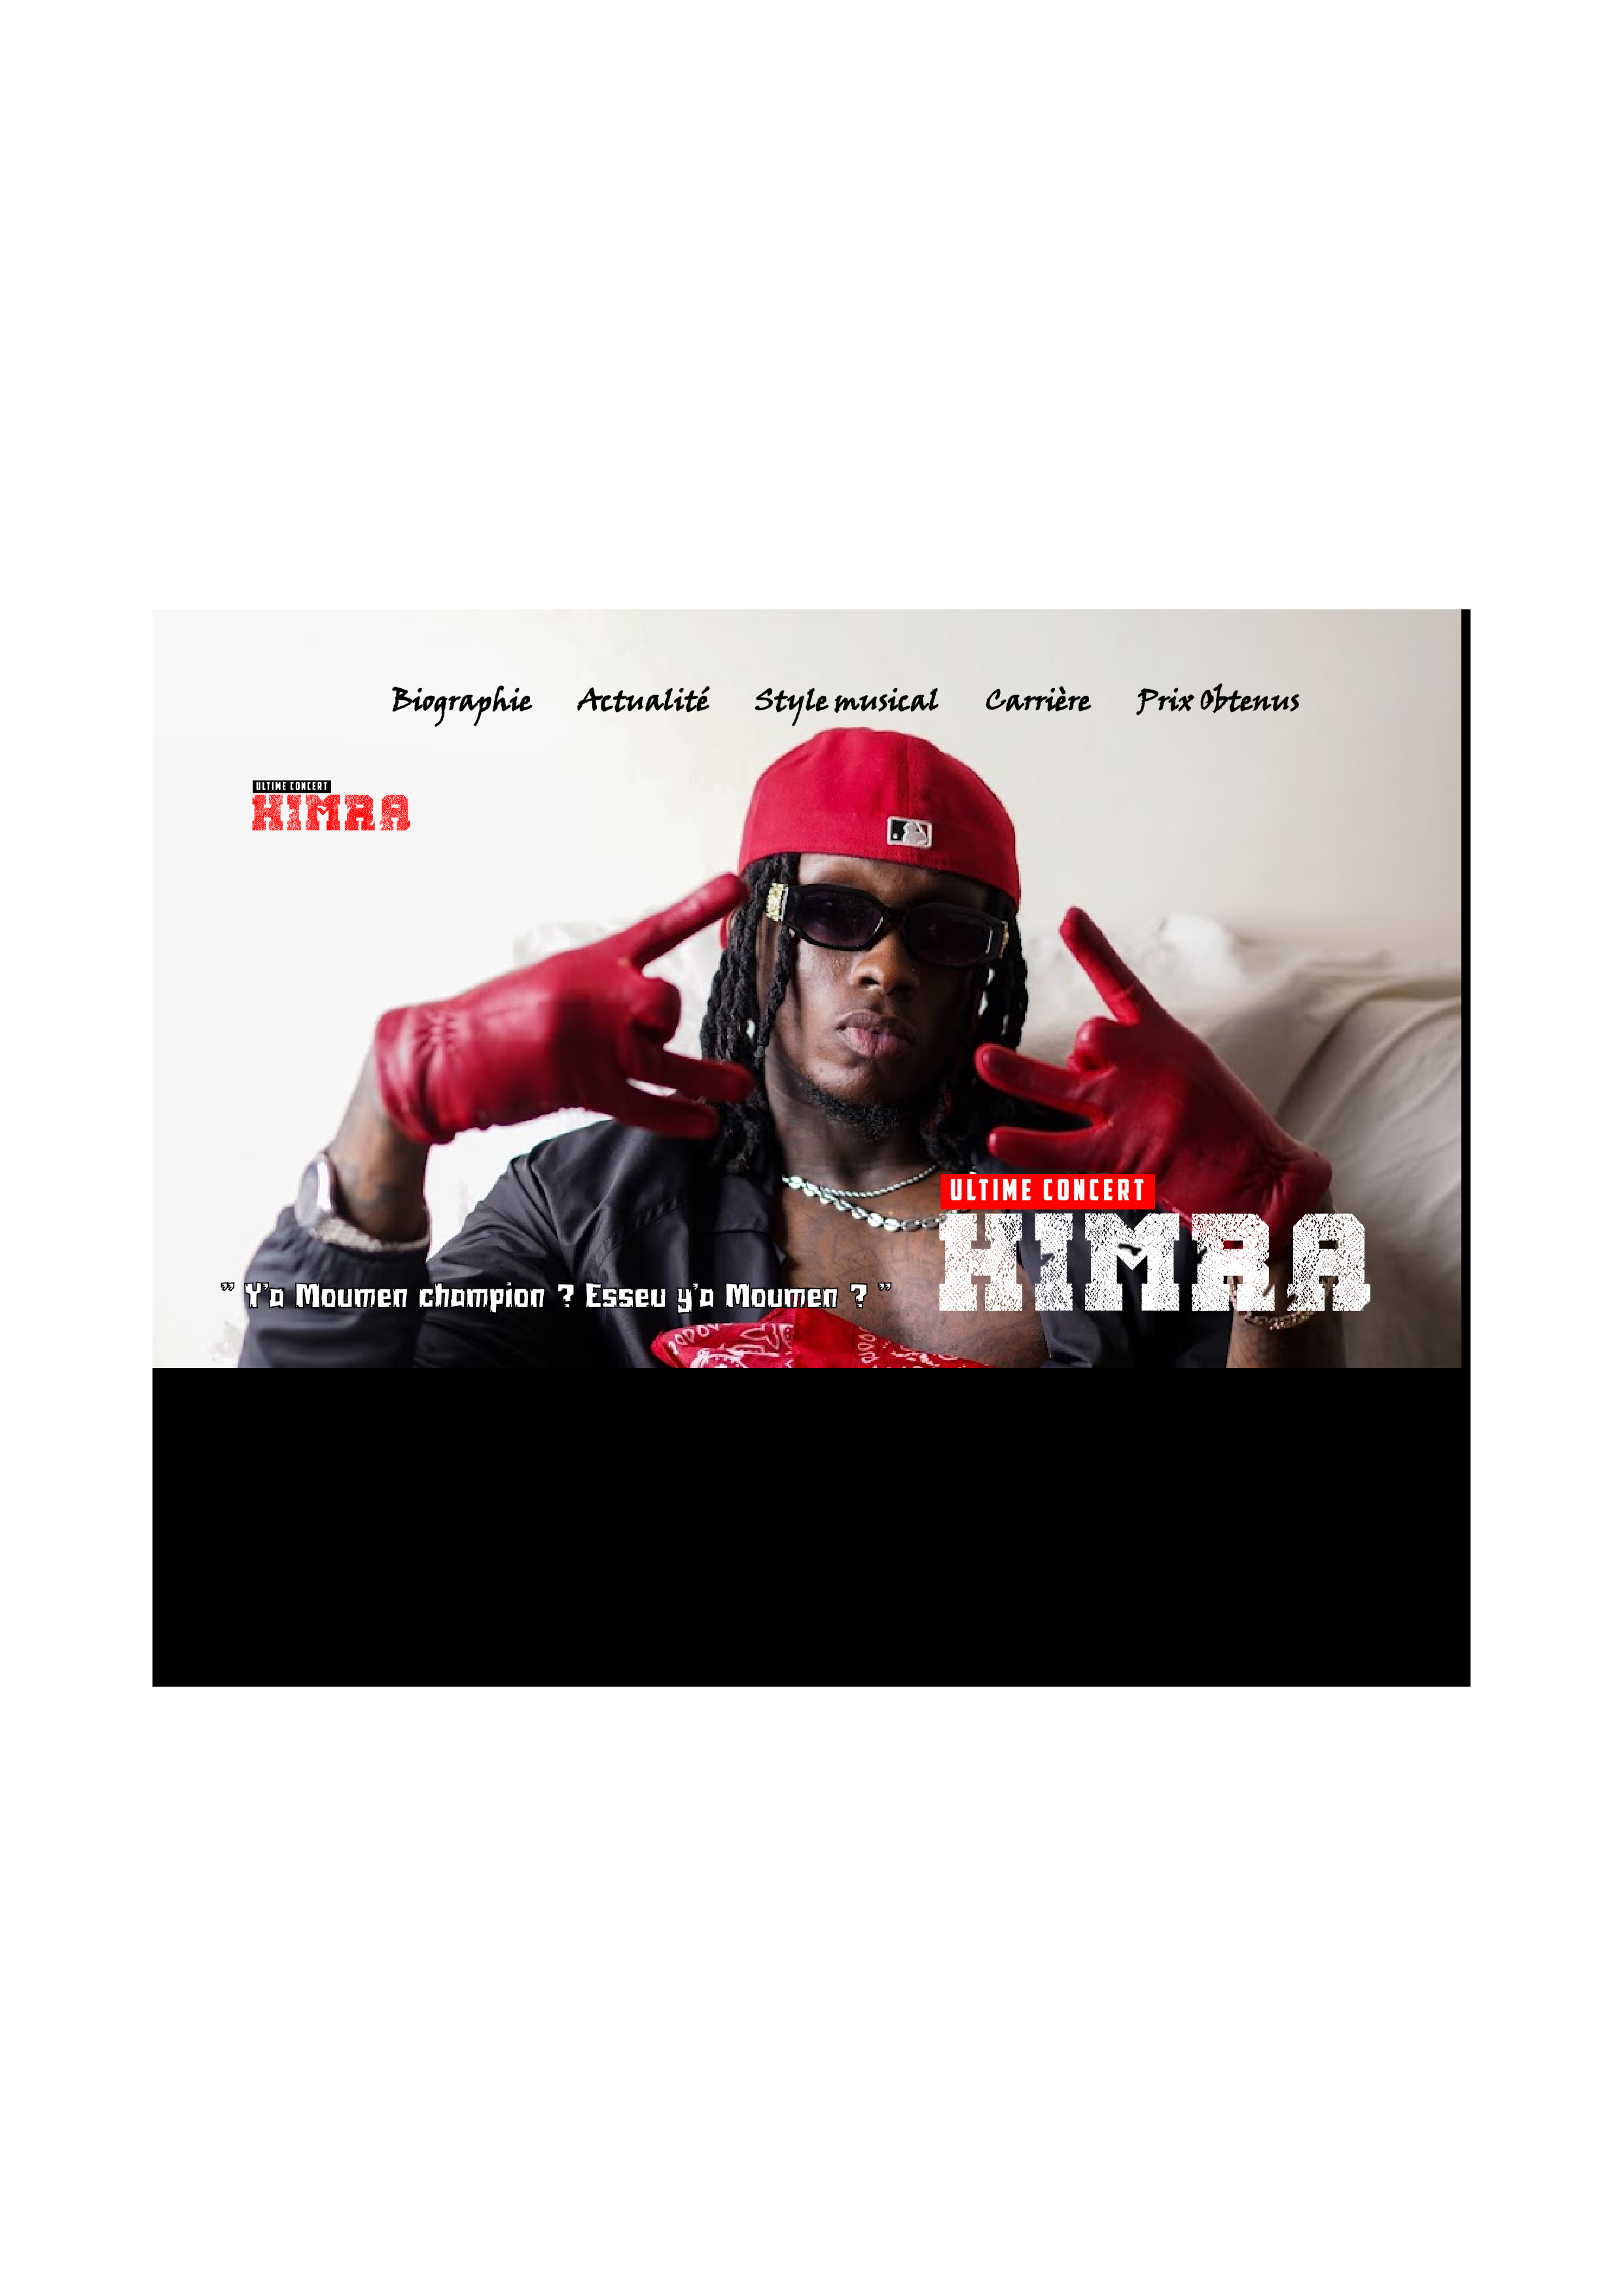 Biographie Actualité Style musical Carrière Prix Obtenus
ULTIME CONCERT
HIMRA
ULTIME CONCERT
HIMRA
” Y'a Moumen champion ? Esseu y'a Moumen ? ”